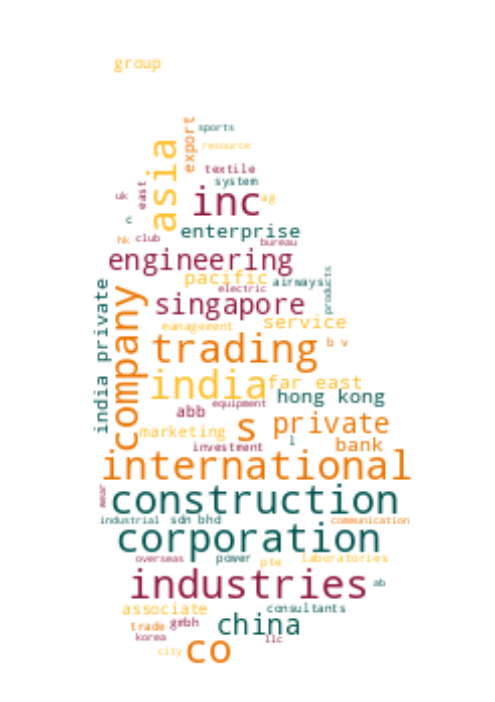 group
sports
export
resource
asia
textile
system
east
uk
inc
ag
c
enterprise
hk
club
bureau
engineering
pacific
airways
products
electric
india private
company
singapore
service
management
trading
b v
india
far east
hong kong
equipment
abb
s
private
marketing
l
investment
bank
international
wear
construction
industrial
sdn bhd
communication
corporation
overseas
power
pte
laboratories
industries
ab
associate
consultants
trade
gmbh
china
korea
llc
city
co